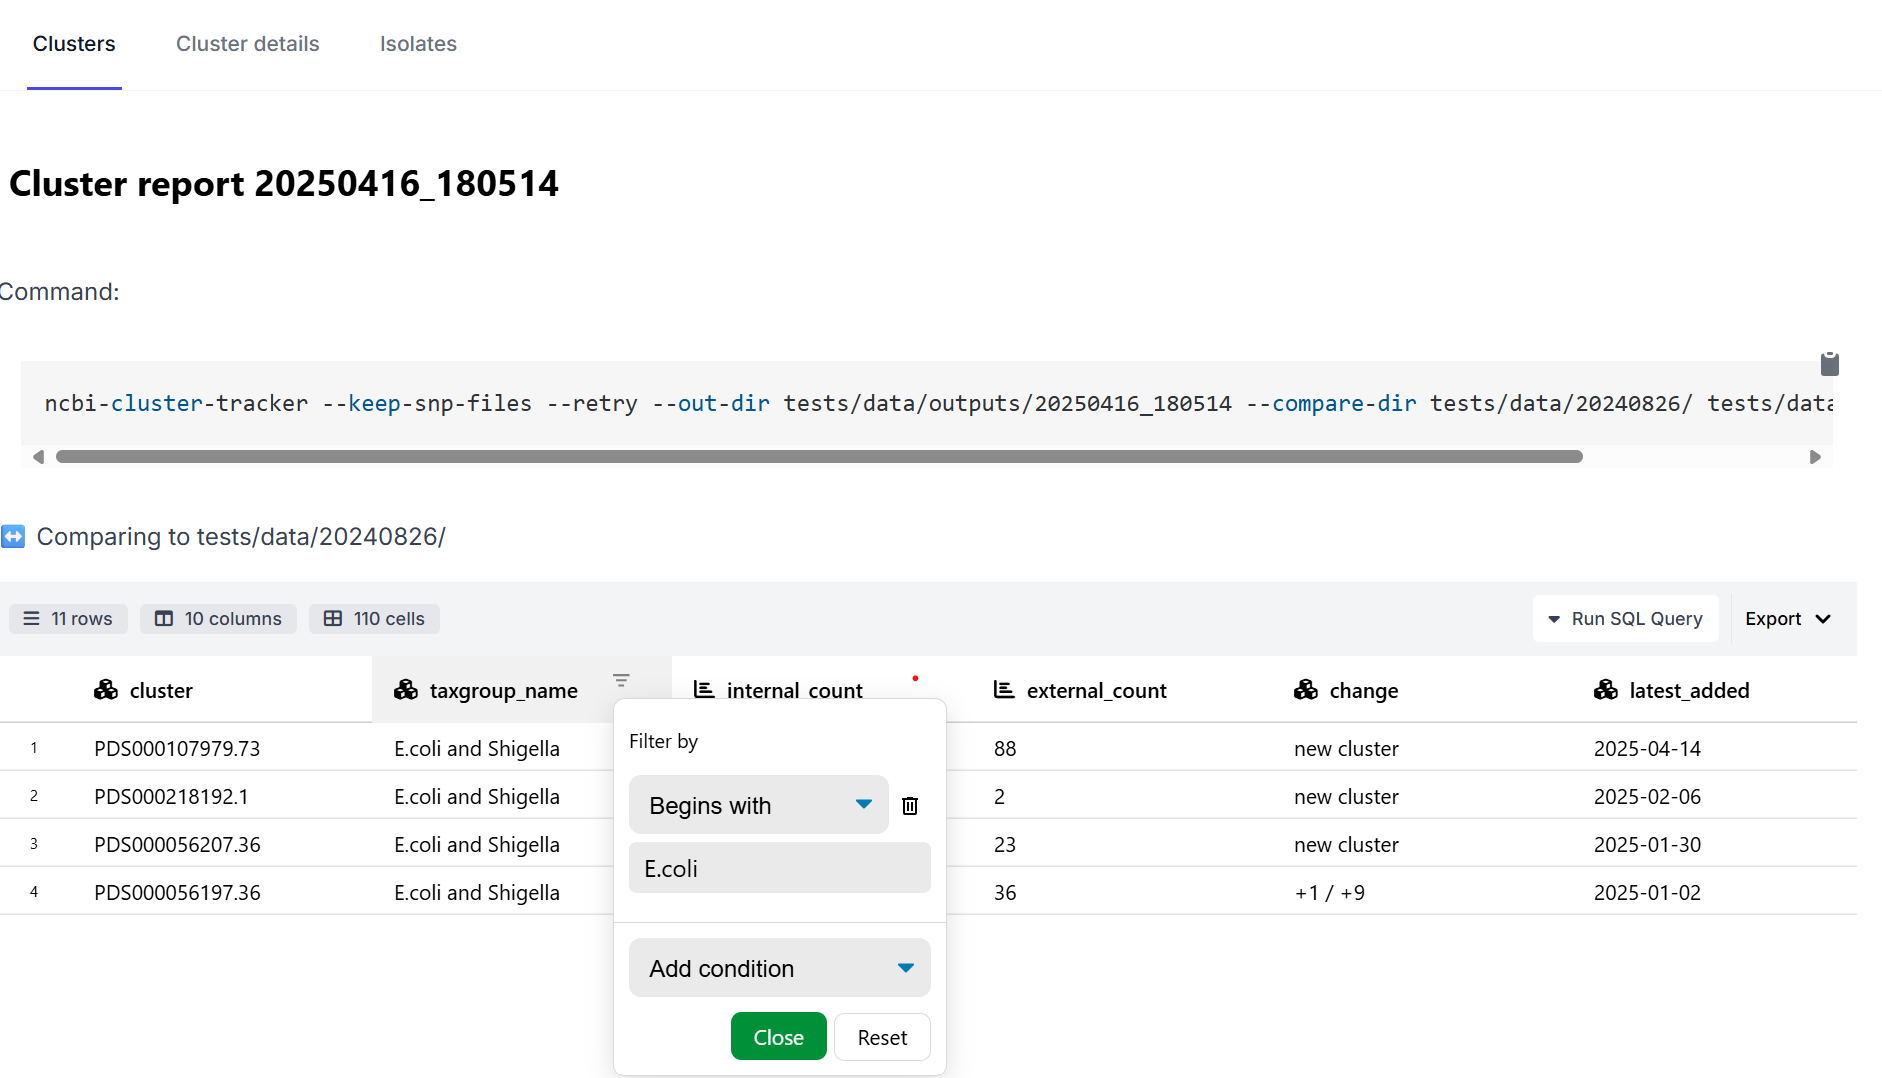 Clusters Cluster details Isolates
Cluster report 20250416_180514
Command:
ncbi-cluster-tracker --keep-snp-files --retry --out-dir tests/data/outputs/20250416_180514 --compare-dir tests/data/20240826/ tests/data
↔ Comparing to tests/data/20240826/
11 rows 10 columns 110 cells Run SQL Query Export
cluster taxgroup_name internal_count external_count change latest_added
1 PDS000107979.73 E.coli and Shigella 88 new cluster 2025-04-14
2 PDS000218192.1 E.coli and Shigella 2 new cluster 2025-02-06
3 PDS000056207.36 E.coli and Shigella 23 new cluster 2025-01-30
4 PDS000056197.36 E.coli and Shigella 36 +1 / +9 2025-01-02
Filter by
Begins with
E.coli
Add condition
Close Reset